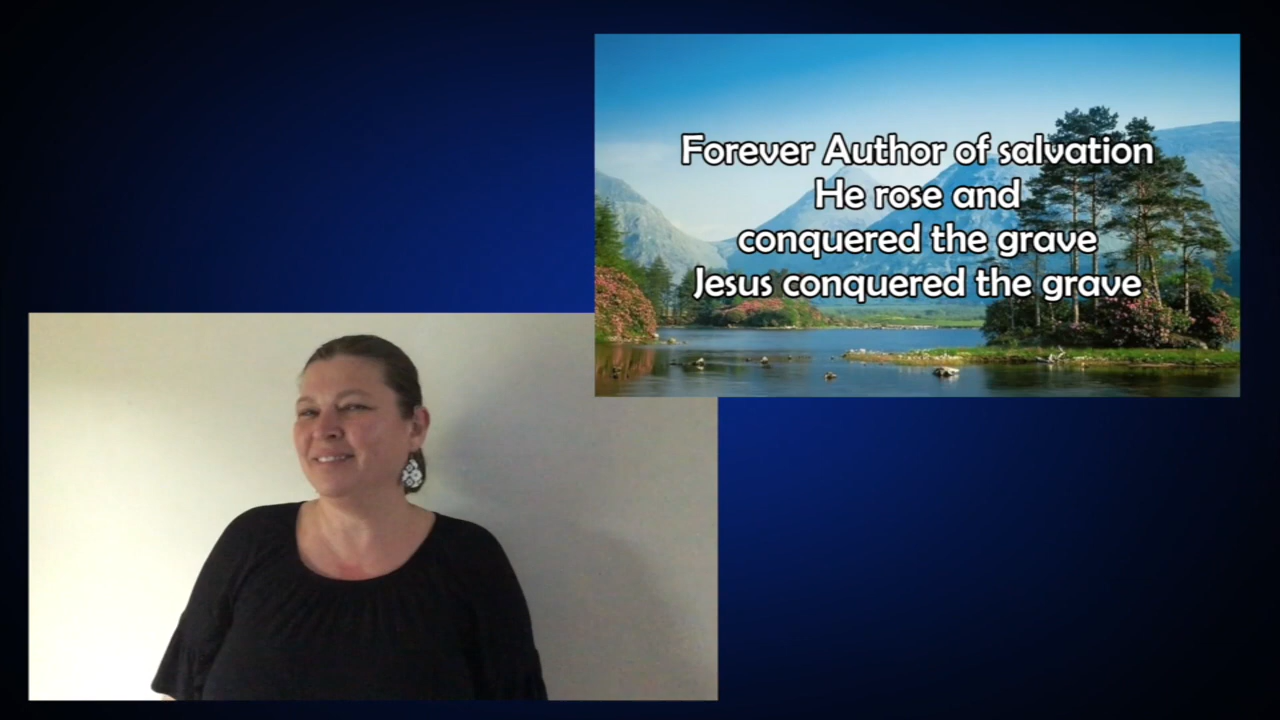 Forever Author of salvation
He rose and
conquered the grave
Jesus conquered the grave